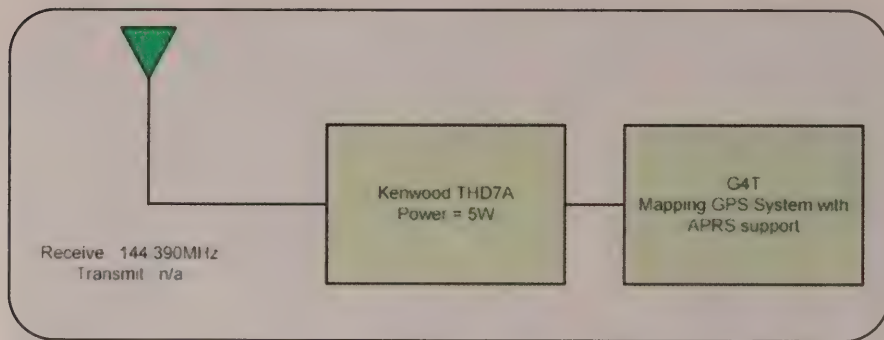 Kenwood THD7A
Power = 5W
G4T
Mapping GPS System with
APRS support
Receive 144.390MHz
Transmit n/a